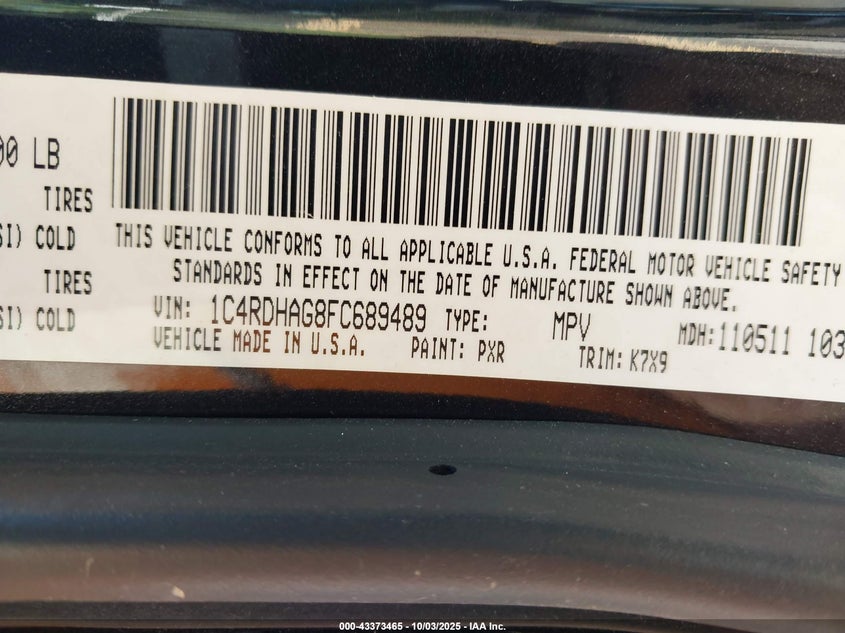 00 LB
TIRES
SI) COLD
TIRES
SI) COLD
THIS VEHICLE CONFORMS TO ALL APPLICABLE U.S.A. FEDERAL MOTOR VEHICLE SAFETY
STANDARDS IN EFFECT ON THE DATE OF MANUFACTURE SHOWN ABOVE.
VIN: 1C4RDHAG8FC689489 TYPE: MPV MDH:110511 103
VEHICLE MADE IN U.S.A. PAINT: PXR TRIM: K7X9
000-43373465 - 10/03/2025 - IAA Inc.